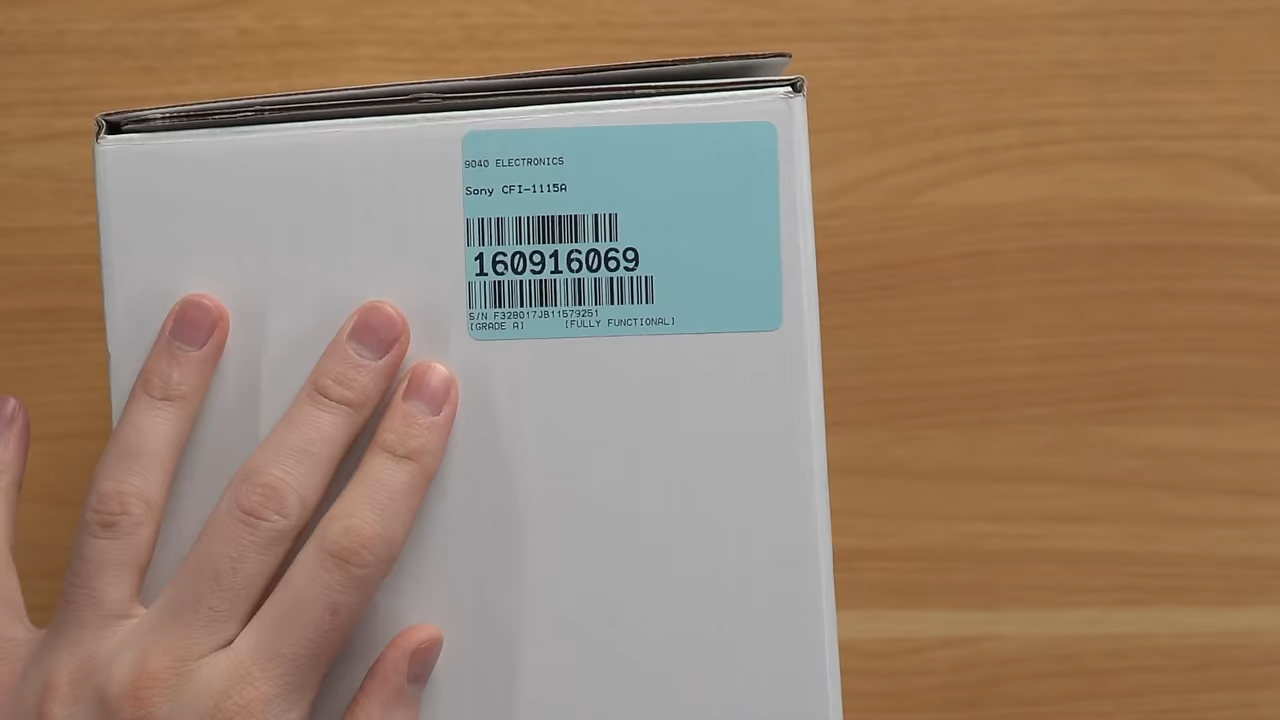 9040 ELECTRONICS
Sony CFI-1115A
160916069
S/N F328017JB11579251
[GRADE A] [FULLY FUNCTIONAL]